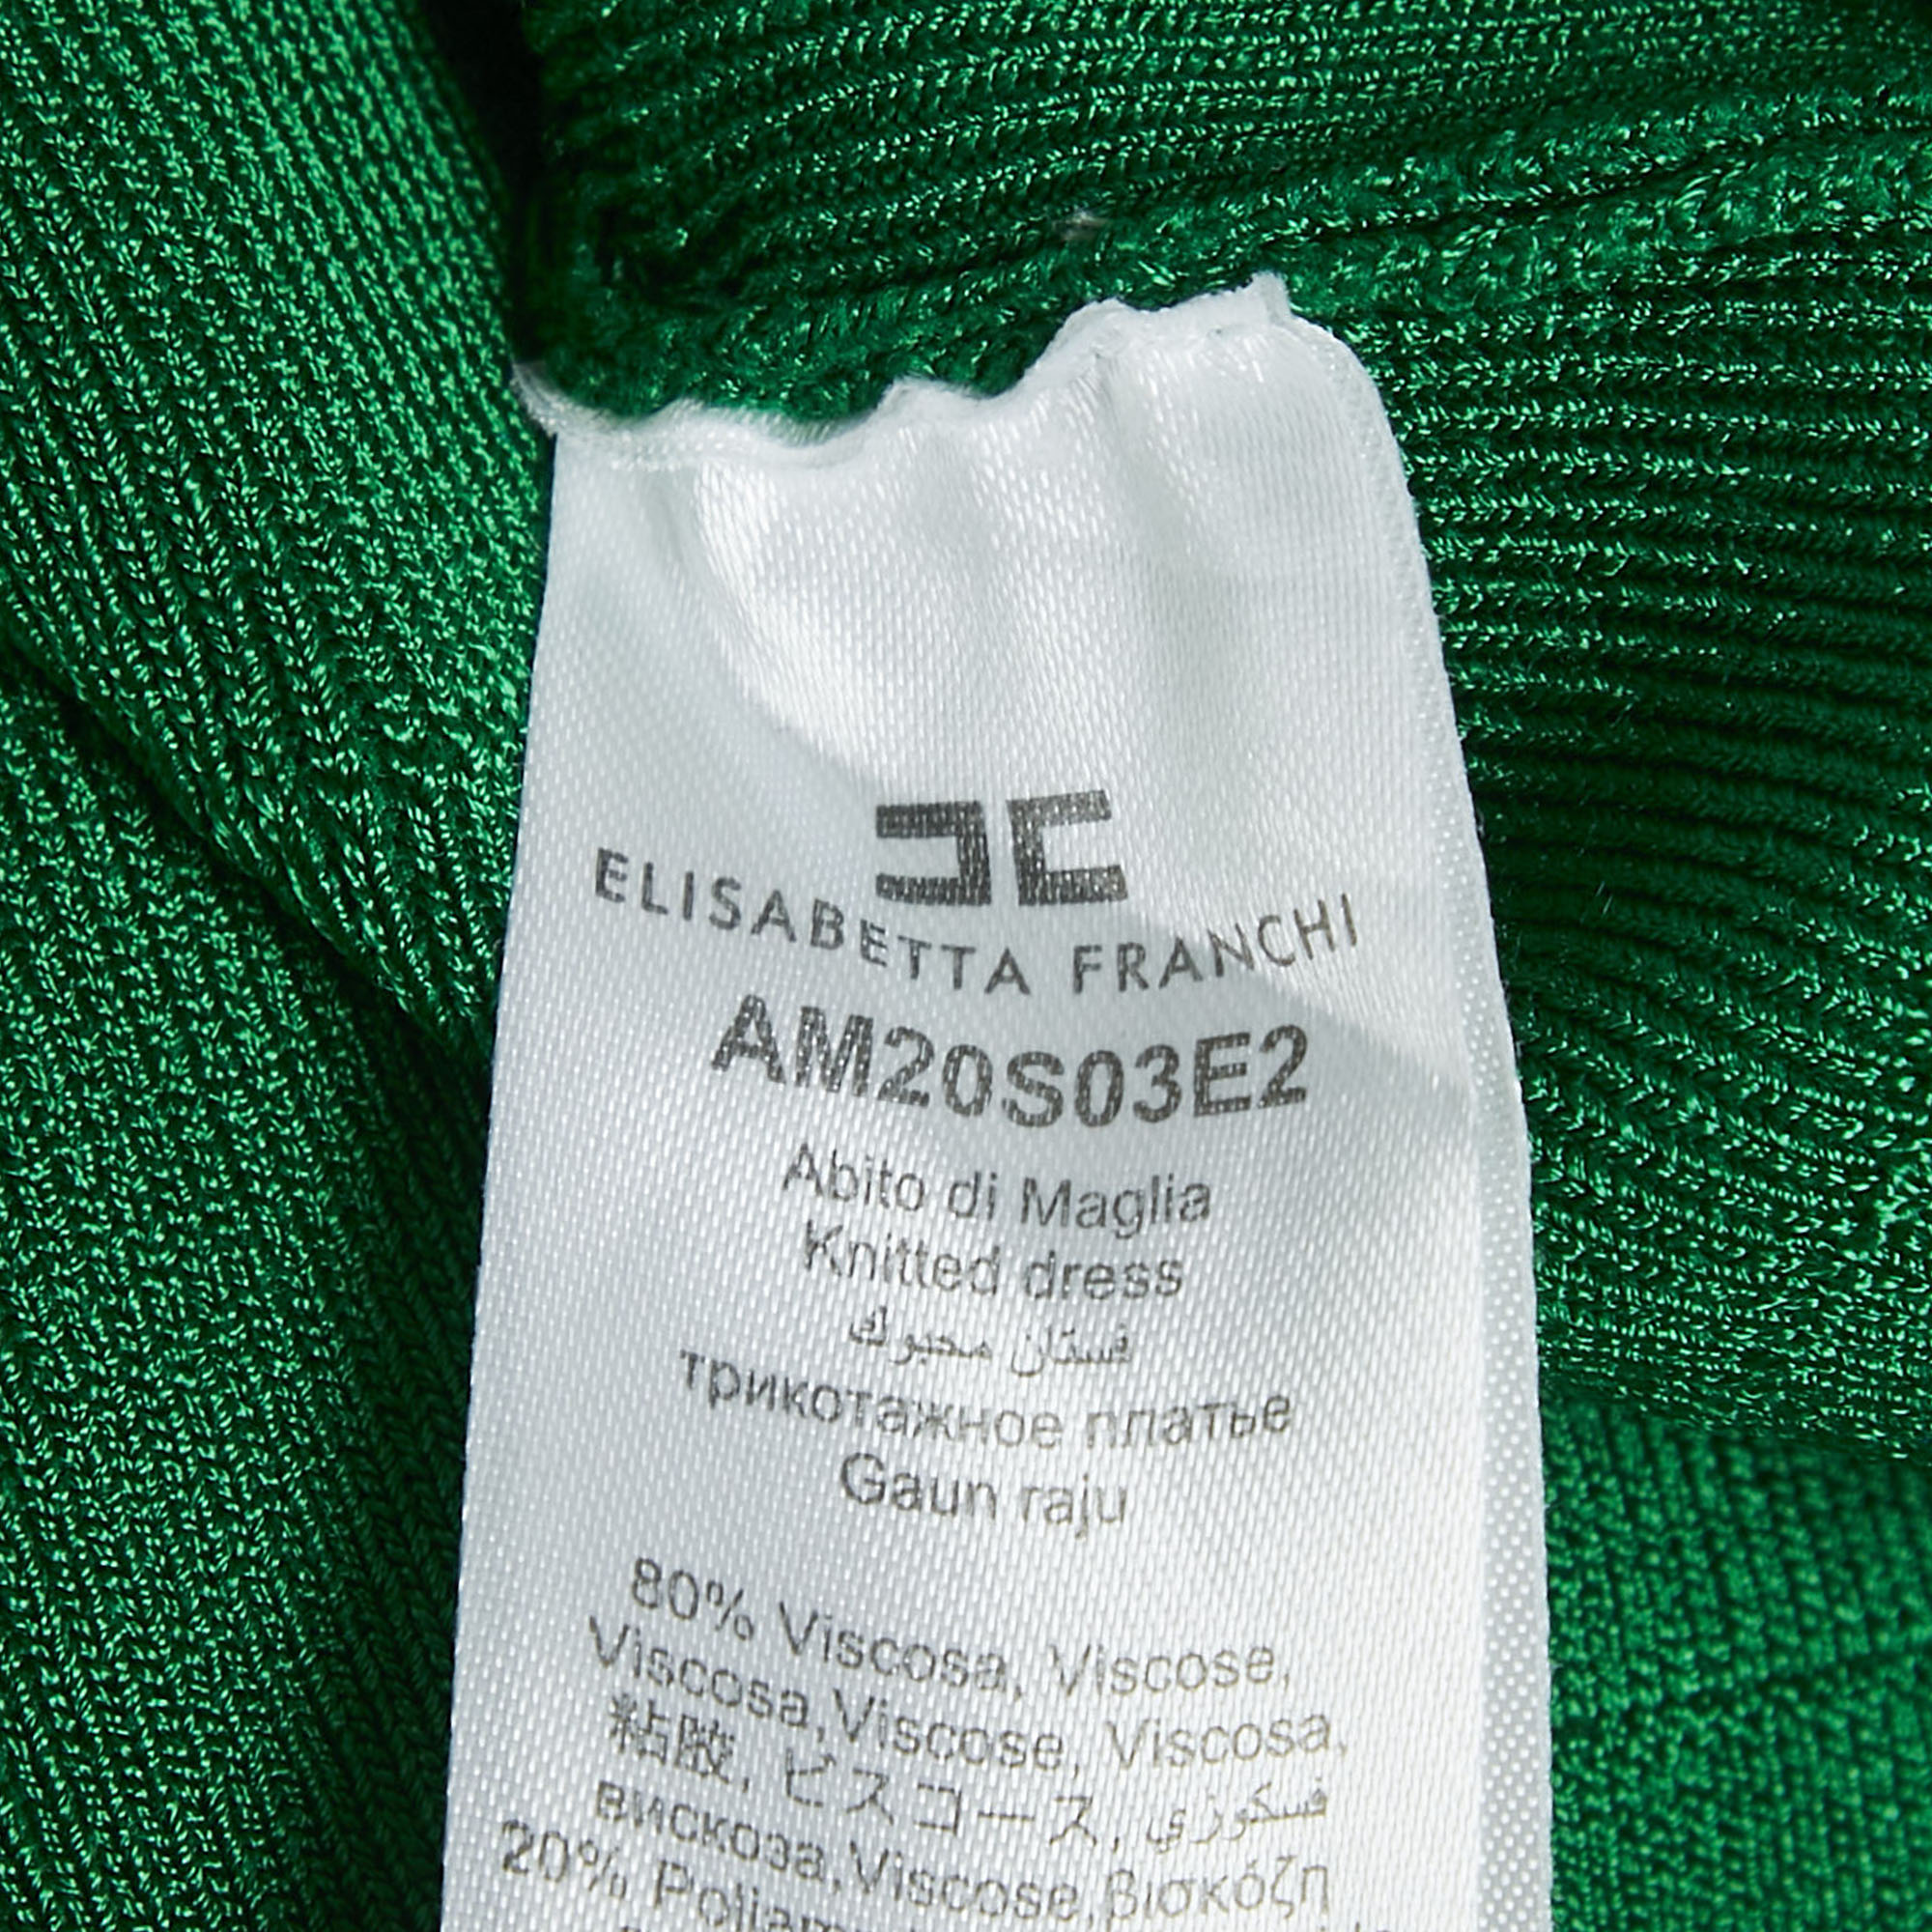 ELISABETTA FRANCHI
AM20S03E2
Abito di Maglia
Knitted dress
فستان محبوك
трикотажное платье
Gaun raju
80% Viscosa, Viscose,
Viscosa,Viscose, Viscosa,
粘胶, ビスコース, فسكوزي
вискоза,Viscose,βισκόζη
20%